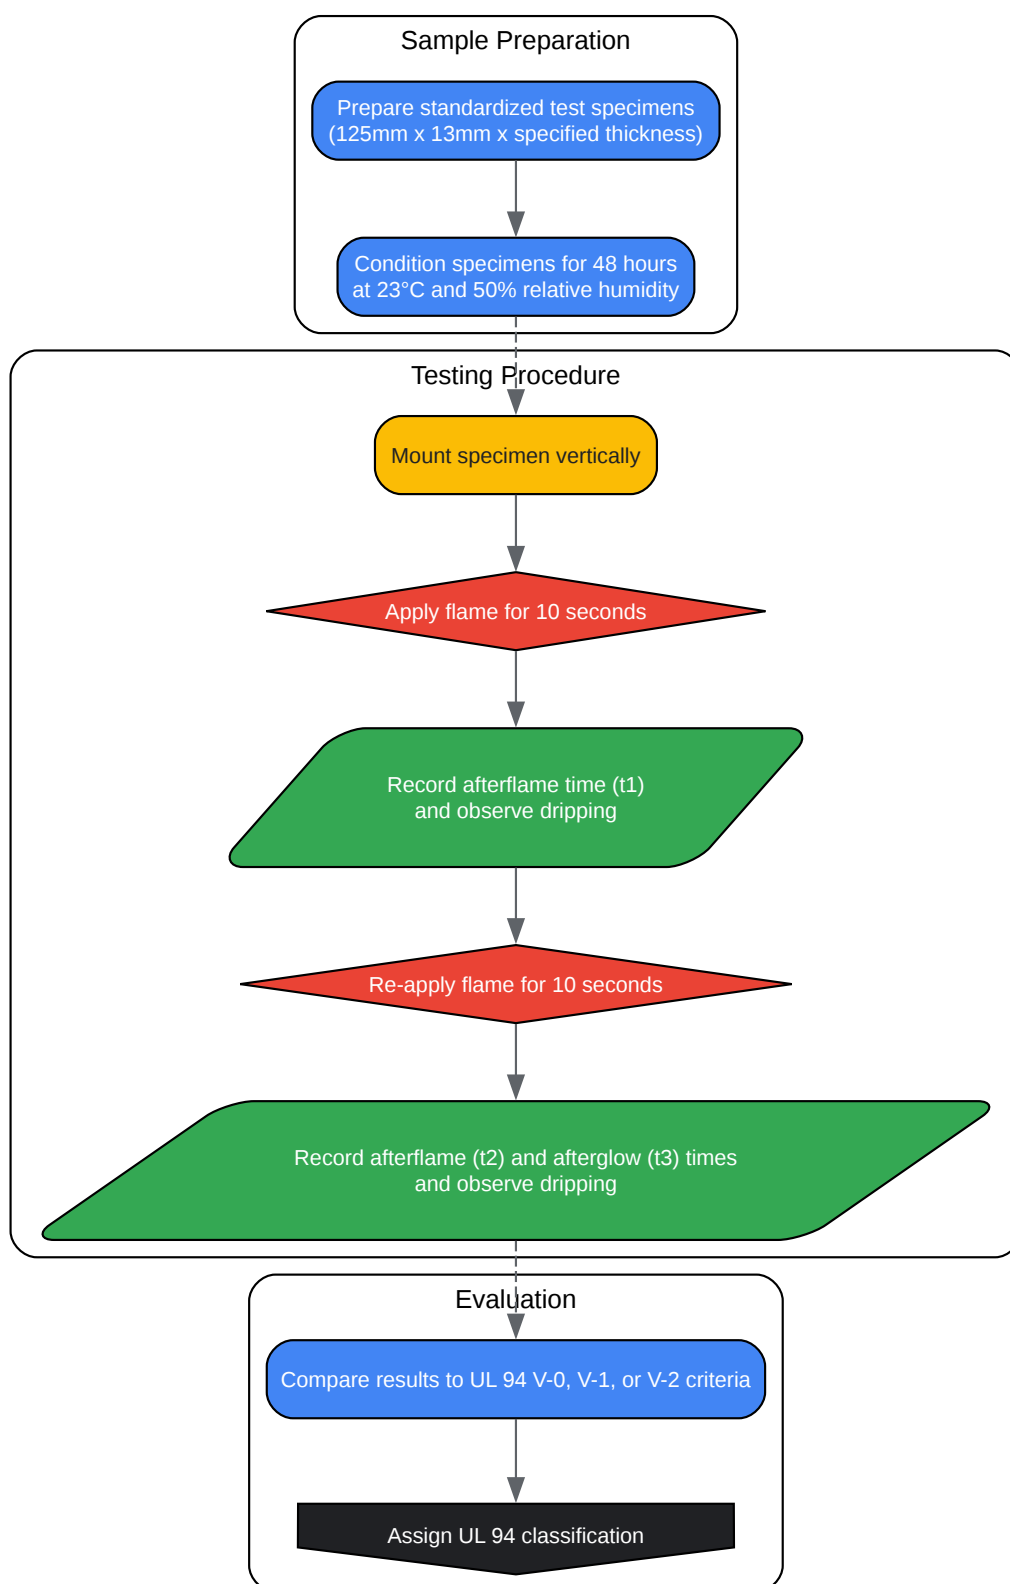 Sample Preparation
Prepare standardized test specimens
(125mm x 13mm x specified thickness)
Condition specimens for 48 hours
at 23°C and 50% relative humidity
Testing Procedure
Mount specimen vertically
Apply flame for 10 seconds
Record afterflame time (t1)
and observe dripping
Re-apply flame for 10 seconds
Record afterflame (t2) and afterglow (t3) times
and observe dripping
Evaluation
Compare results to UL 94 V-0, V-1, or V-2 criteria
Assign UL 94 classification